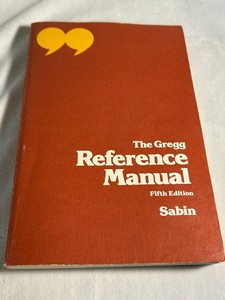 The Gregg
Reference
Manual
Fifth Edition
Sabin